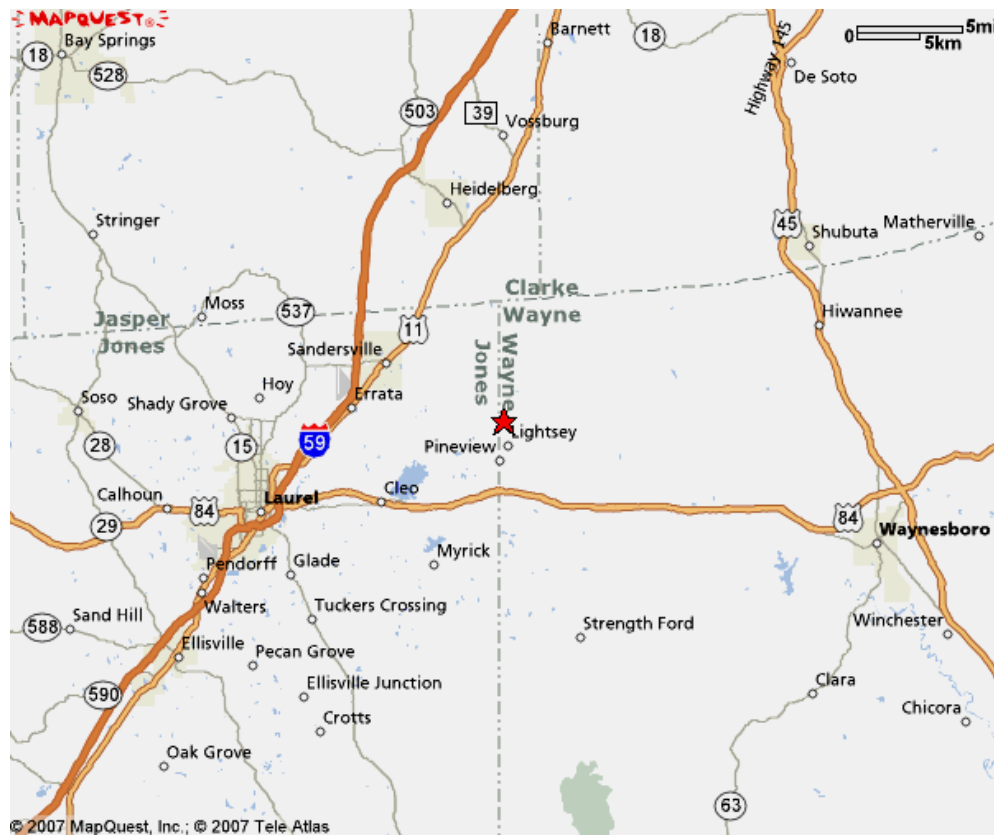 MAPQUEST®
Barnett
18
0 5mi
5km
Bay Springs
18
528
De Soto
Highway 145
503
39
Vossburg
Heidelberg
Stringer
45
Shubuta
Matherville
Clarke
Wayne
Moss
537
Jasper
Jones
11
Hiwannee
Sandersville
Jones
Wayne
Hoy
Errata
Soso
Shady Grove
15
59
28
Lightsey
Pineview
Calhoun
84
Laurel
Cleo
29
84
Waynesboro
Myrick
Pendorff
Glade
Walters
Tuckers Crossing
588
Sand Hill
Strength Ford
Winchester
Ellisville
Pecan Grove
590
Ellisville Junction
Clara
Chicora
Crotts
Oak Grove
63
© 2007 MapQuest, Inc.; © 2007 Tele Atlas